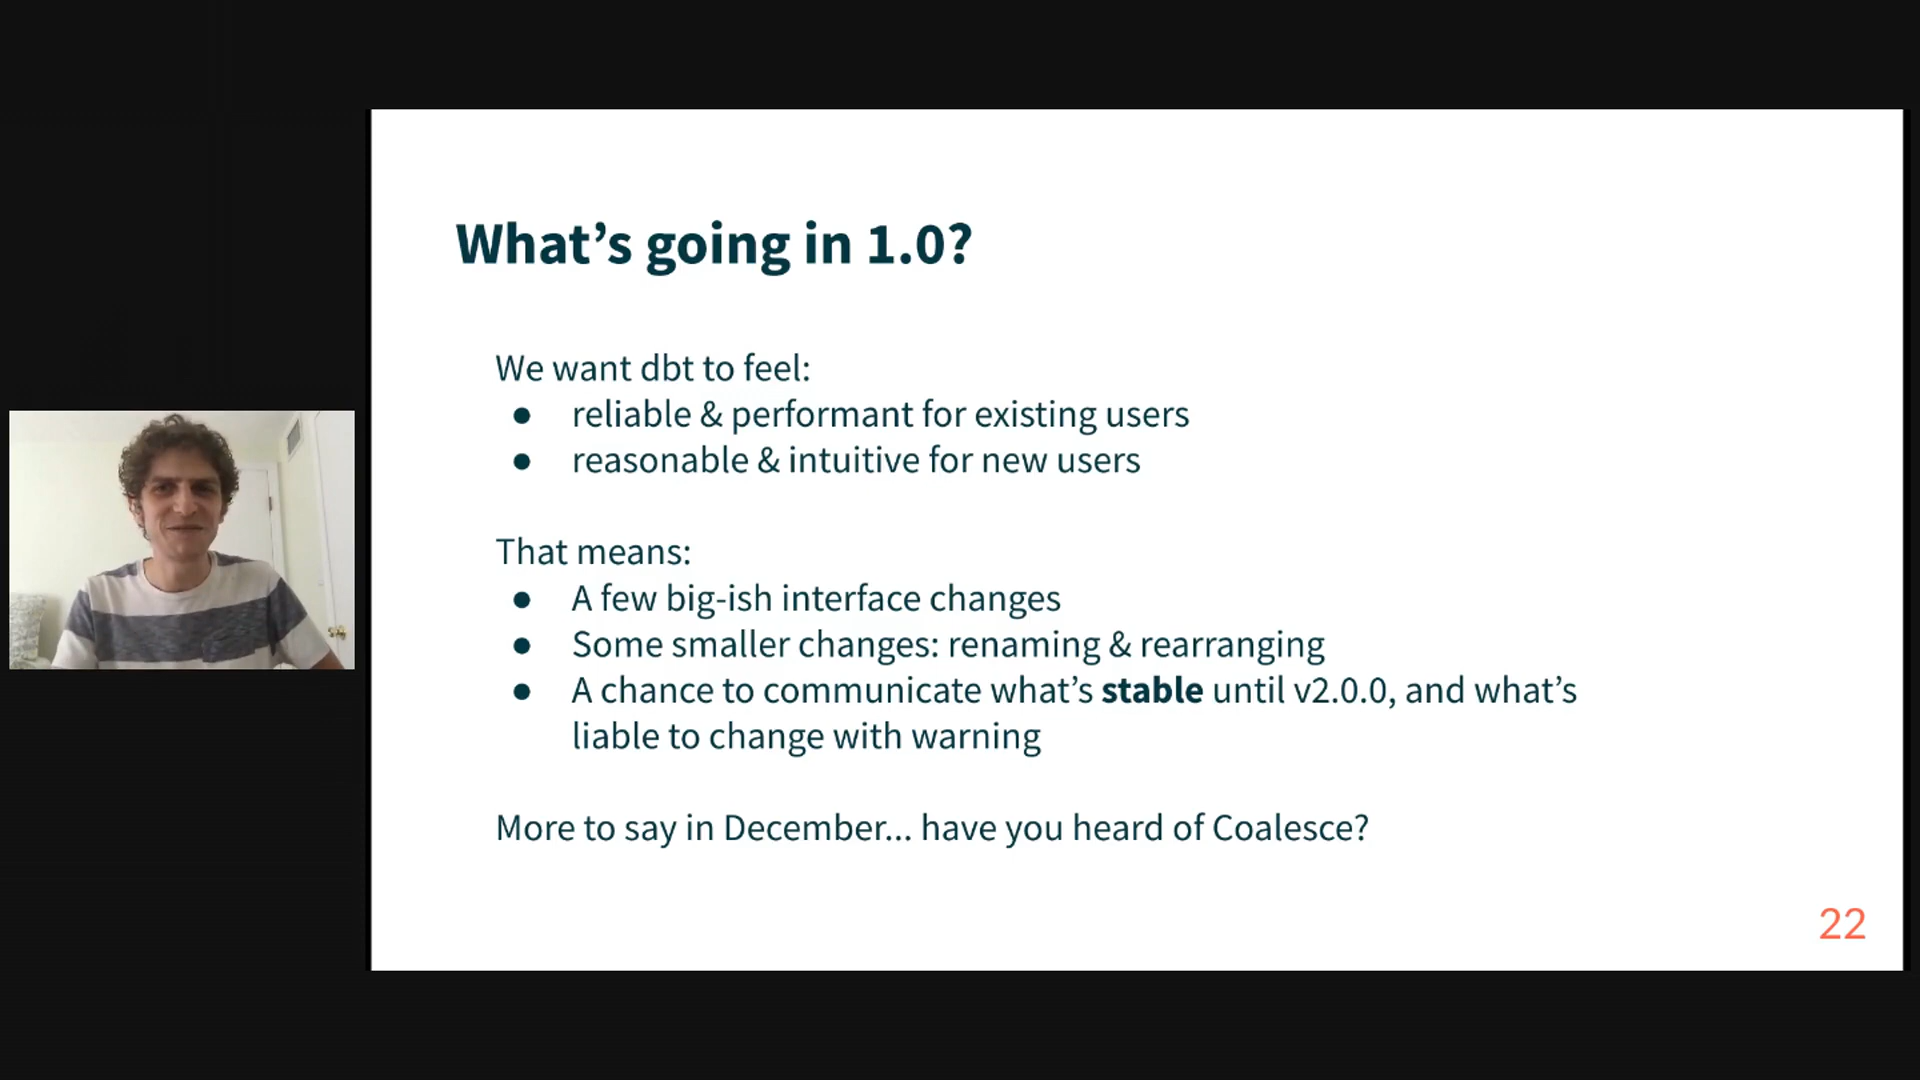 What’s going in 1.0?
We want dbt to feel:
● reliable & performant for existing users
● reasonable & intuitive for new users
That means:
● A few big-ish interface changes
● Some smaller changes: renaming & rearranging
● A chance to communicate what’s stable until v2.0.0, and what’s
liable to change with warning
More to say in December... have you heard of Coalesce?
22